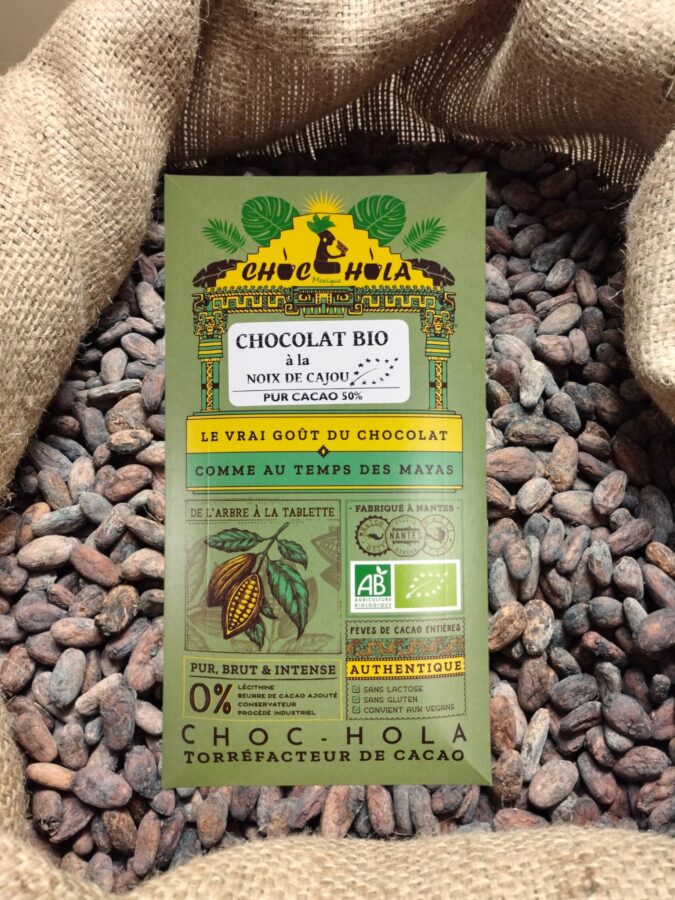 CHOC HOLA
Mexique
CHOCOLAT BIO
à la
NOIX DE CAJOU
PUR CACAO 50%
LE VRAI GOÛT DU CHOCOLAT
COMME AU TEMPS DES MAYAS
DE L'ARBRE À LA TABLETTE
PUR, BRUT & INTENSE
0%
LÉCITHINE
BEURRE DE CACAO AJOUTÉ
CONSERVATEUR
PROCÉDÉ INDUSTRIEL
- FABRIQUÉ À NANTES -
NANTES
AB
AGRICULTURE
BIOLOGIQUE
FÈVES DE CACAO ENTIÈRES
AUTHENTIQUE
SANS LACTOSE
SANS GLUTEN
CONVIENT AUX VEGANS
CHOC-HOLA
TORRÉFACTEUR DE CACAO